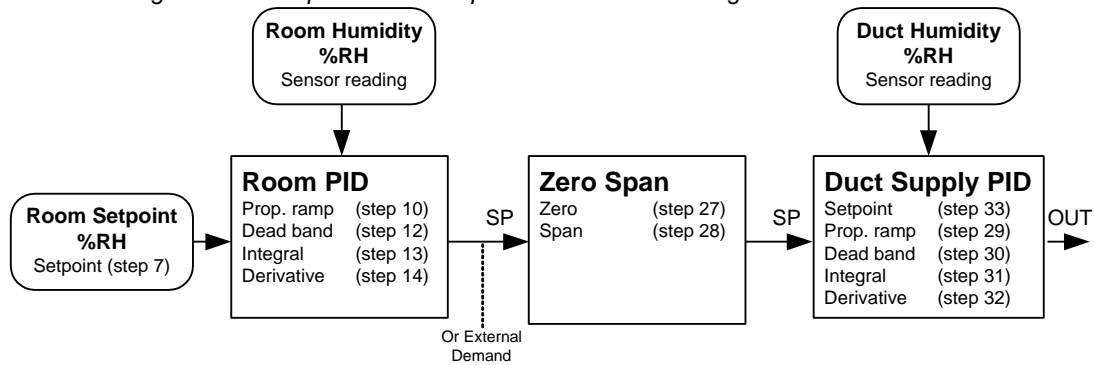 Room Humidity
%RH
Sensor reading
Duct Humidity
%RH
Sensor reading
Room Setpoint
%RH
Setpoint (step 7)
Room PID
Prop. ramp (step 10)
Dead band (step 12)
Integral (step 13)
Derivative (step 14)
SP
Or External
Demand
Zero Span
Zero (step 27)
Span (step 28)
SP
Duct Supply PID
Setpoint (step 33)
Prop. ramp (step 29)
Dead band (step 30)
Integral (step 31)
Derivative (step 32)
OUT